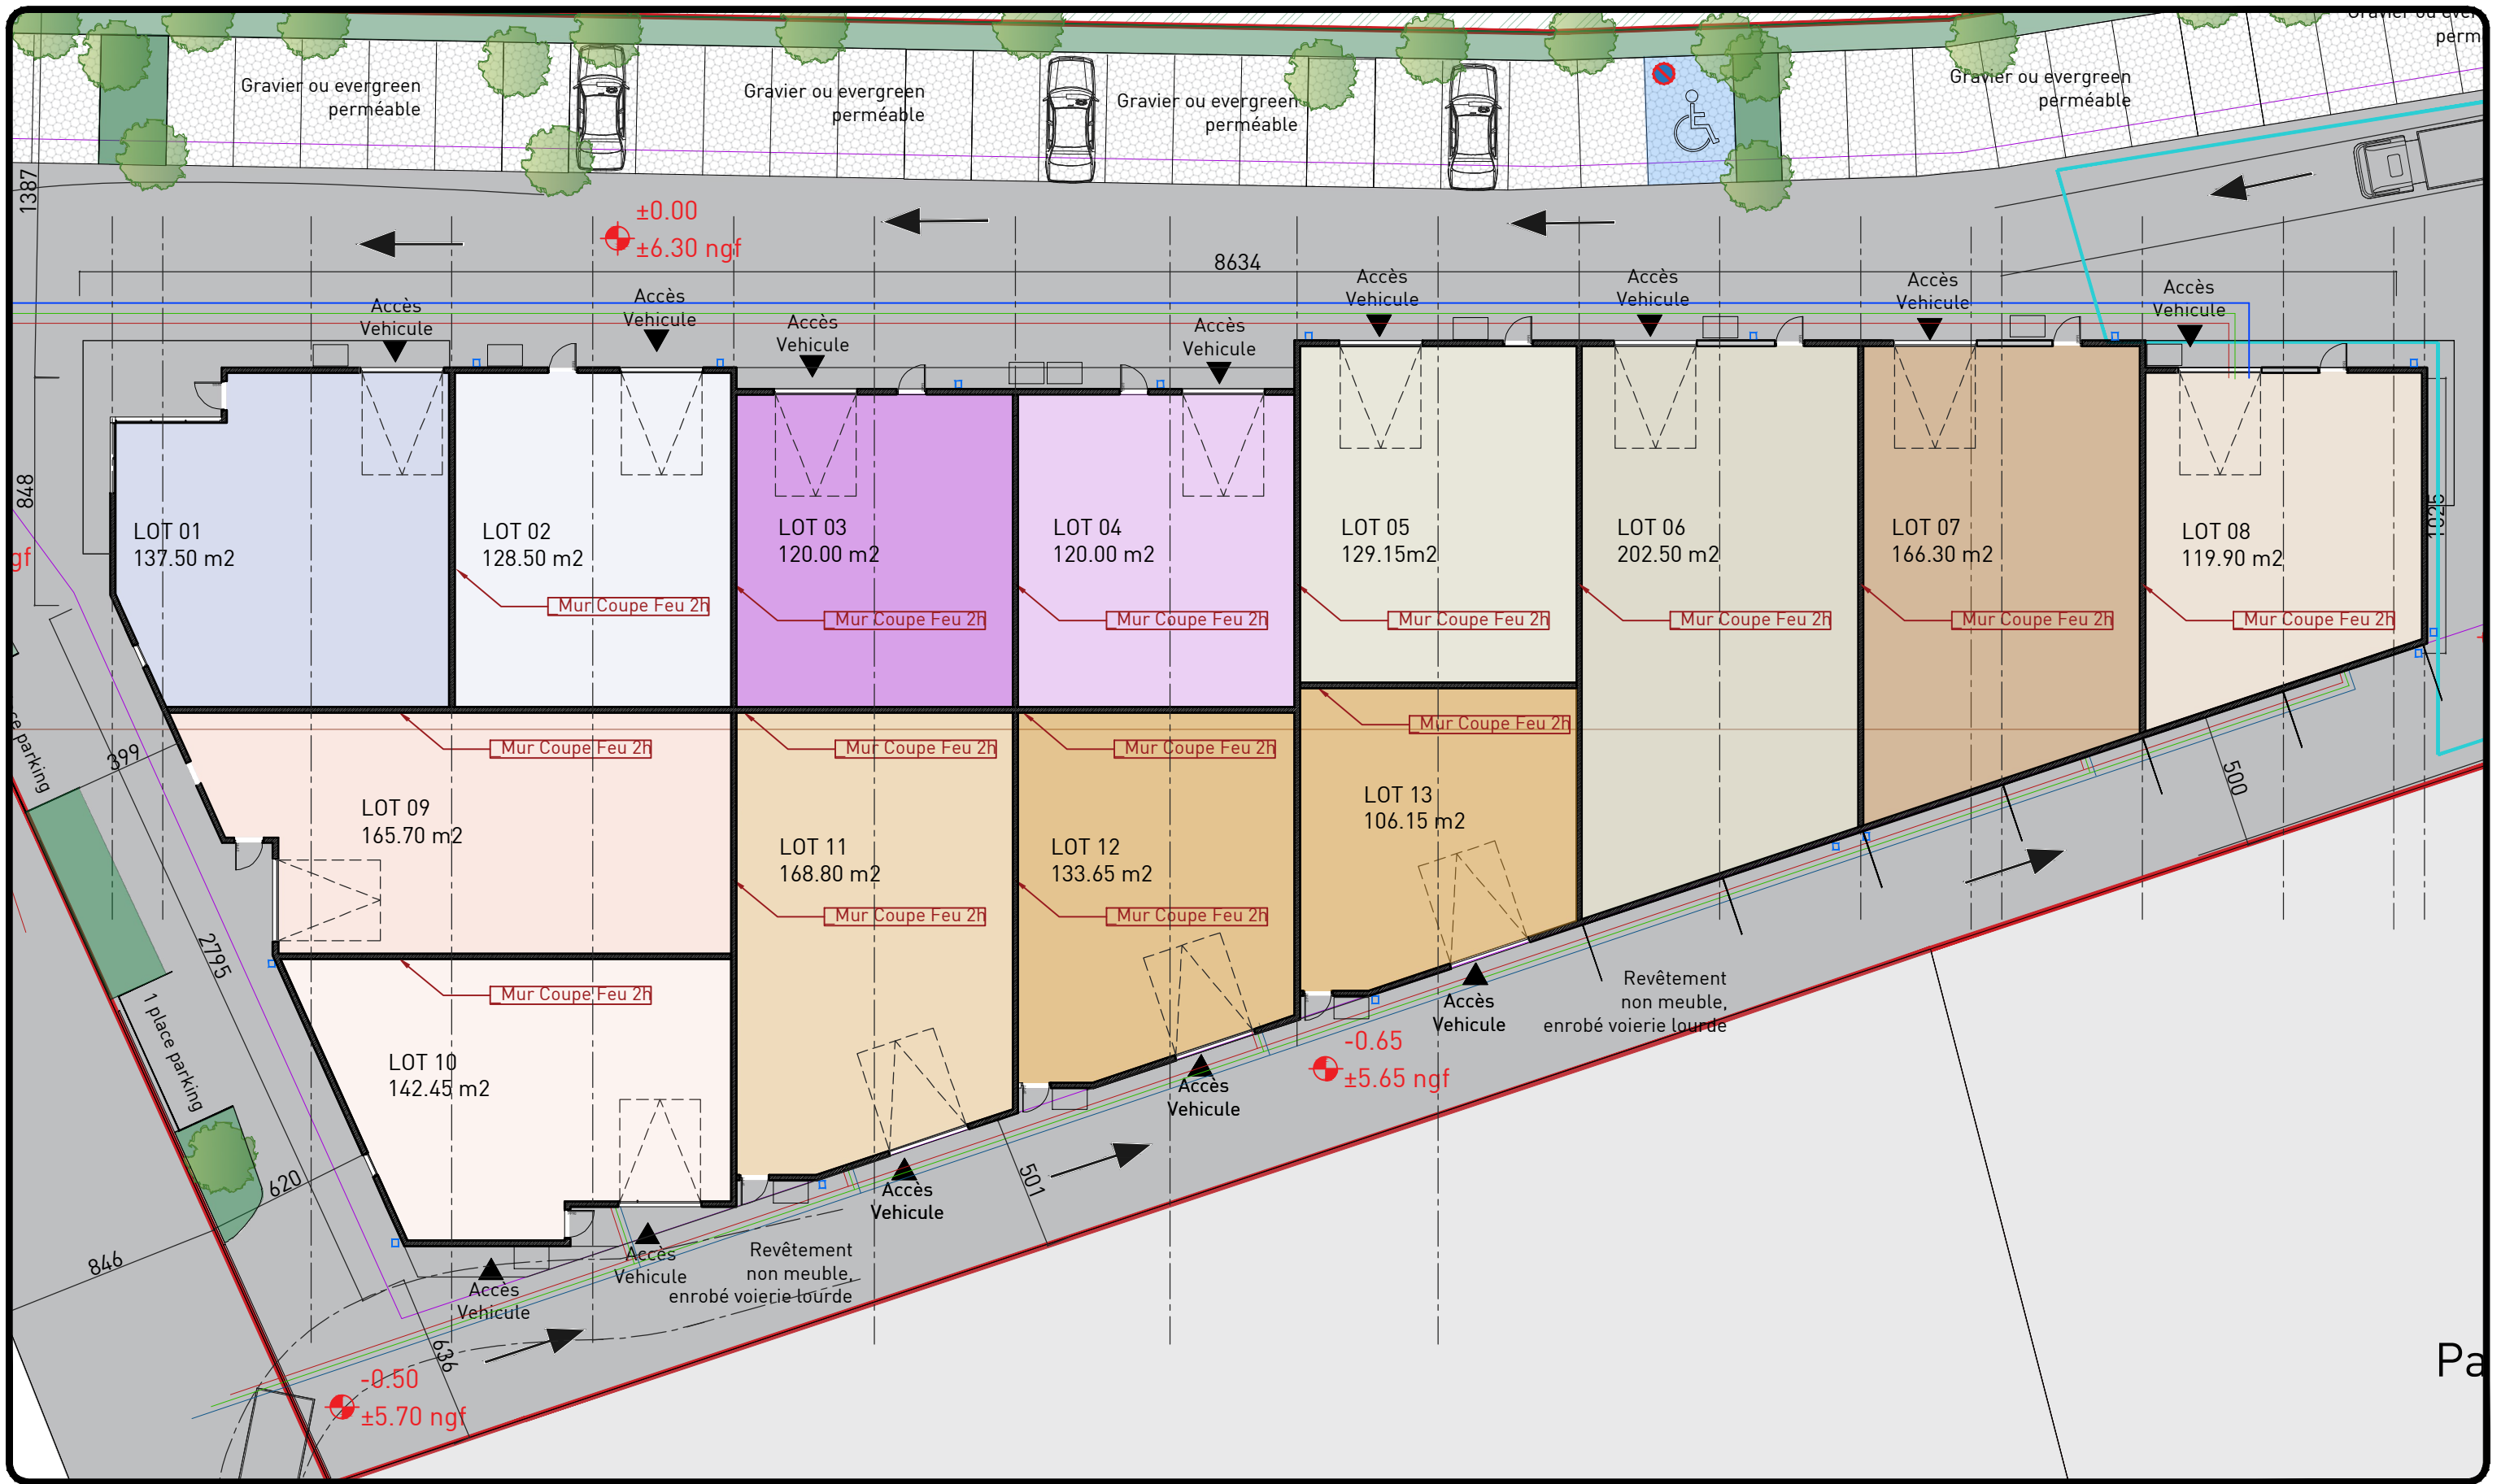 Gravier ou evergreen
perméable
Gravier ou evergreen
perméable
Gravier ou evergreen
perméable
Gravier ou evergreen
perméable
1387
±0.00
±6.30 ngf
8634
Accès
Vehicule
Accès
Vehicule
Accès
Vehicule
Accès
Vehicule
Accès
Vehicule
Accès
Vehicule
Accès
Vehicule
Accès
Vehicule
848
1025
ngf
LOT 01
137.50 m2
LOT 02
128.50 m2
LOT 03
120.00 m2
LOT 04
120.00 m2
LOT 05
129.15m2
LOT 06
202.50 m2
LOT 07
166.30 m2
LOT 08
119.90 m2
Mur Coupe Feu 2h
Mur Coupe Feu 2h
Mur Coupe Feu 2h
Mur Coupe Feu 2h
Mur Coupe Feu 2h
Mur Coupe Feu 2h
Mur Coupe Feu 2h
Mur Coupe Feu 2h
Mur Coupe Feu 2h
Mur Coupe Feu 2h
Mur Coupe Feu 2h
parking
399
500
LOT 09
165.70 m2
LOT 11
168.80 m2
LOT 12
133.65 m2
LOT 13
106.15 m2
Mur Coupe Feu 2h
Mur Coupe Feu 2h
2795
Mur Coupe Feu 2h
1 place parking
LOT 10
142.45 m2
Accès
Vehicule
Revêtement
non meuble,
enrobé voierie lourde
-0.65
±5.65 ngf
Accès
Vehicule
501
620
Accès
Vehicule
846
Accès
Vehicule
Accès
Vehicule
Revêtement
non meuble,
enrobé voierie lourde
636
-0.50
±5.70 ngf
Pa